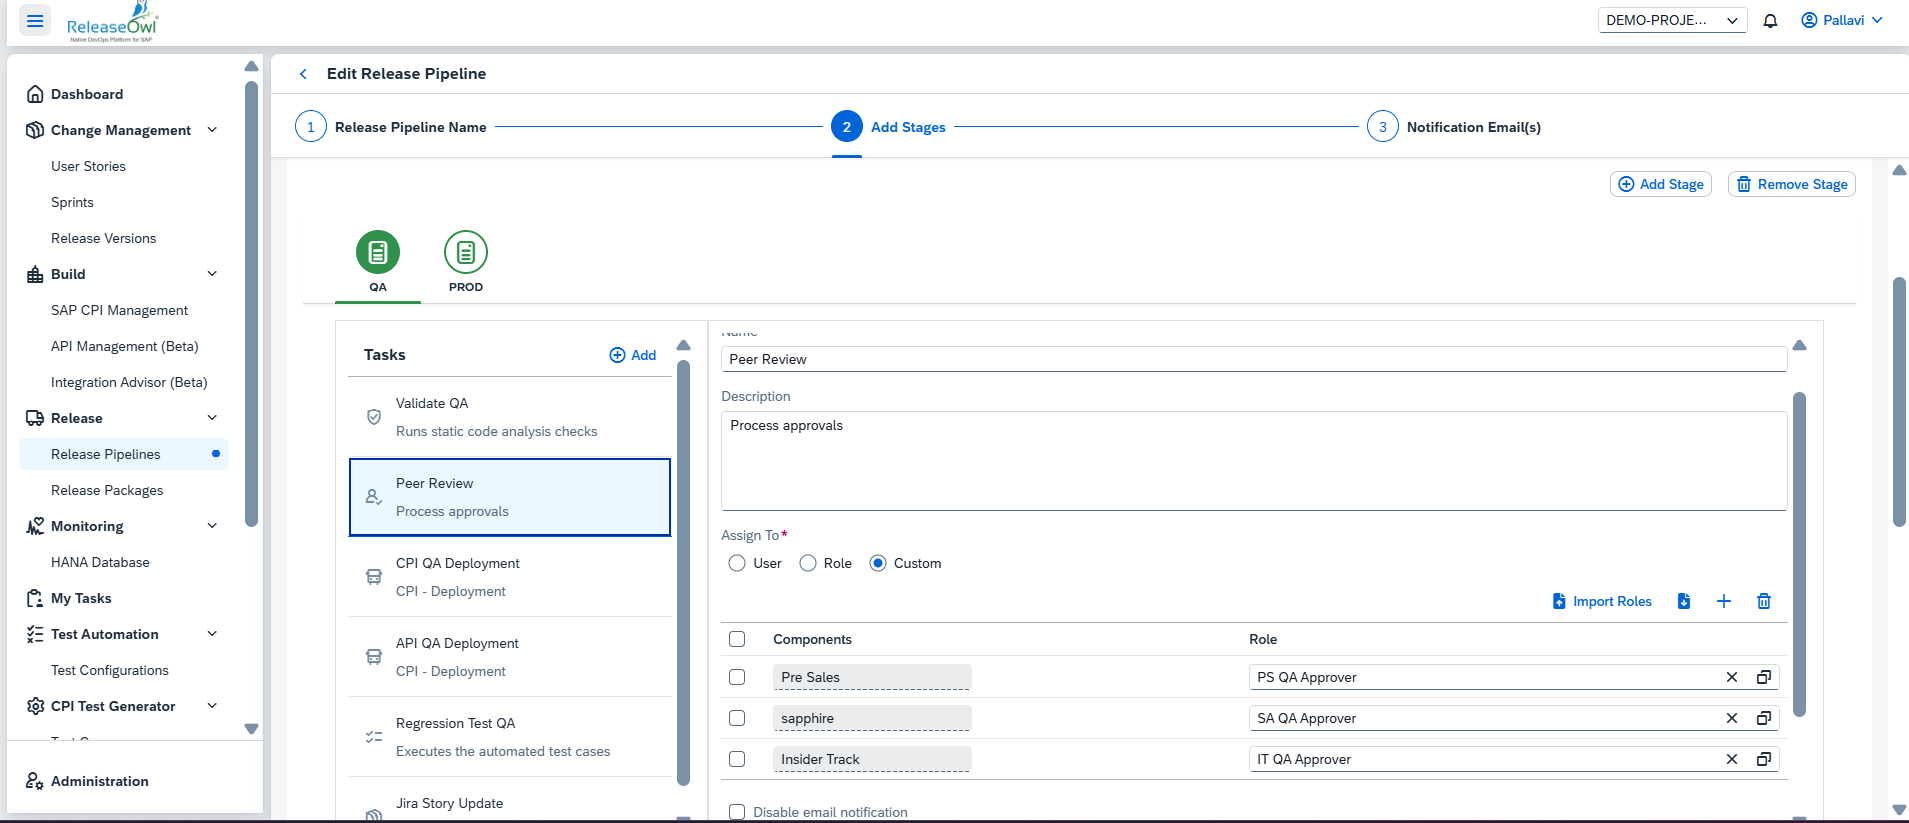 ReleaseOwl
Native DevOps Platform for SAP
DEMO-PROJE...
Pallavi
Dashboard
Change Management
User Stories
Sprints
Release Versions
Build
SAP CPI Management
API Management (Beta)
Integration Advisor (Beta)
Release
Release Pipelines
Release Packages
Monitoring
HANA Database
My Tasks
Test Automation
Test Configurations
CPI Test Generator
Administration
Edit Release Pipeline
1 Release Pipeline Name
2 Add Stages
3 Notification Email(s)
Add Stage
Remove Stage
QA
PROD
Tasks
Add
Validate QA
Runs static code analysis checks
Peer Review
Process approvals
CPI QA Deployment
CPI - Deployment
API QA Deployment
CPI - Deployment
Regression Test QA
Executes the automated test cases
Jira Story Update
Name
Peer Review
Description
Process approvals
Assign To*
User
Role
Custom
Import Roles
Components Role
Pre Sales PS QA Approver
sapphire SA QA Approver
Insider Track IT QA Approver
Disable email notification